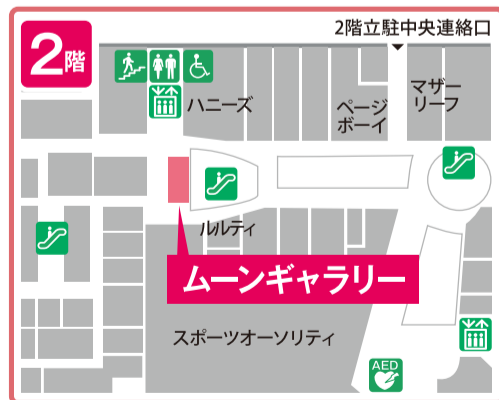 2階
2階立駐中央連絡口
ハニーズ
ページ
ボーイ
マザー
リーフ
ルルティ
ムーンギャラリー
スポーツオーソリティ
AED